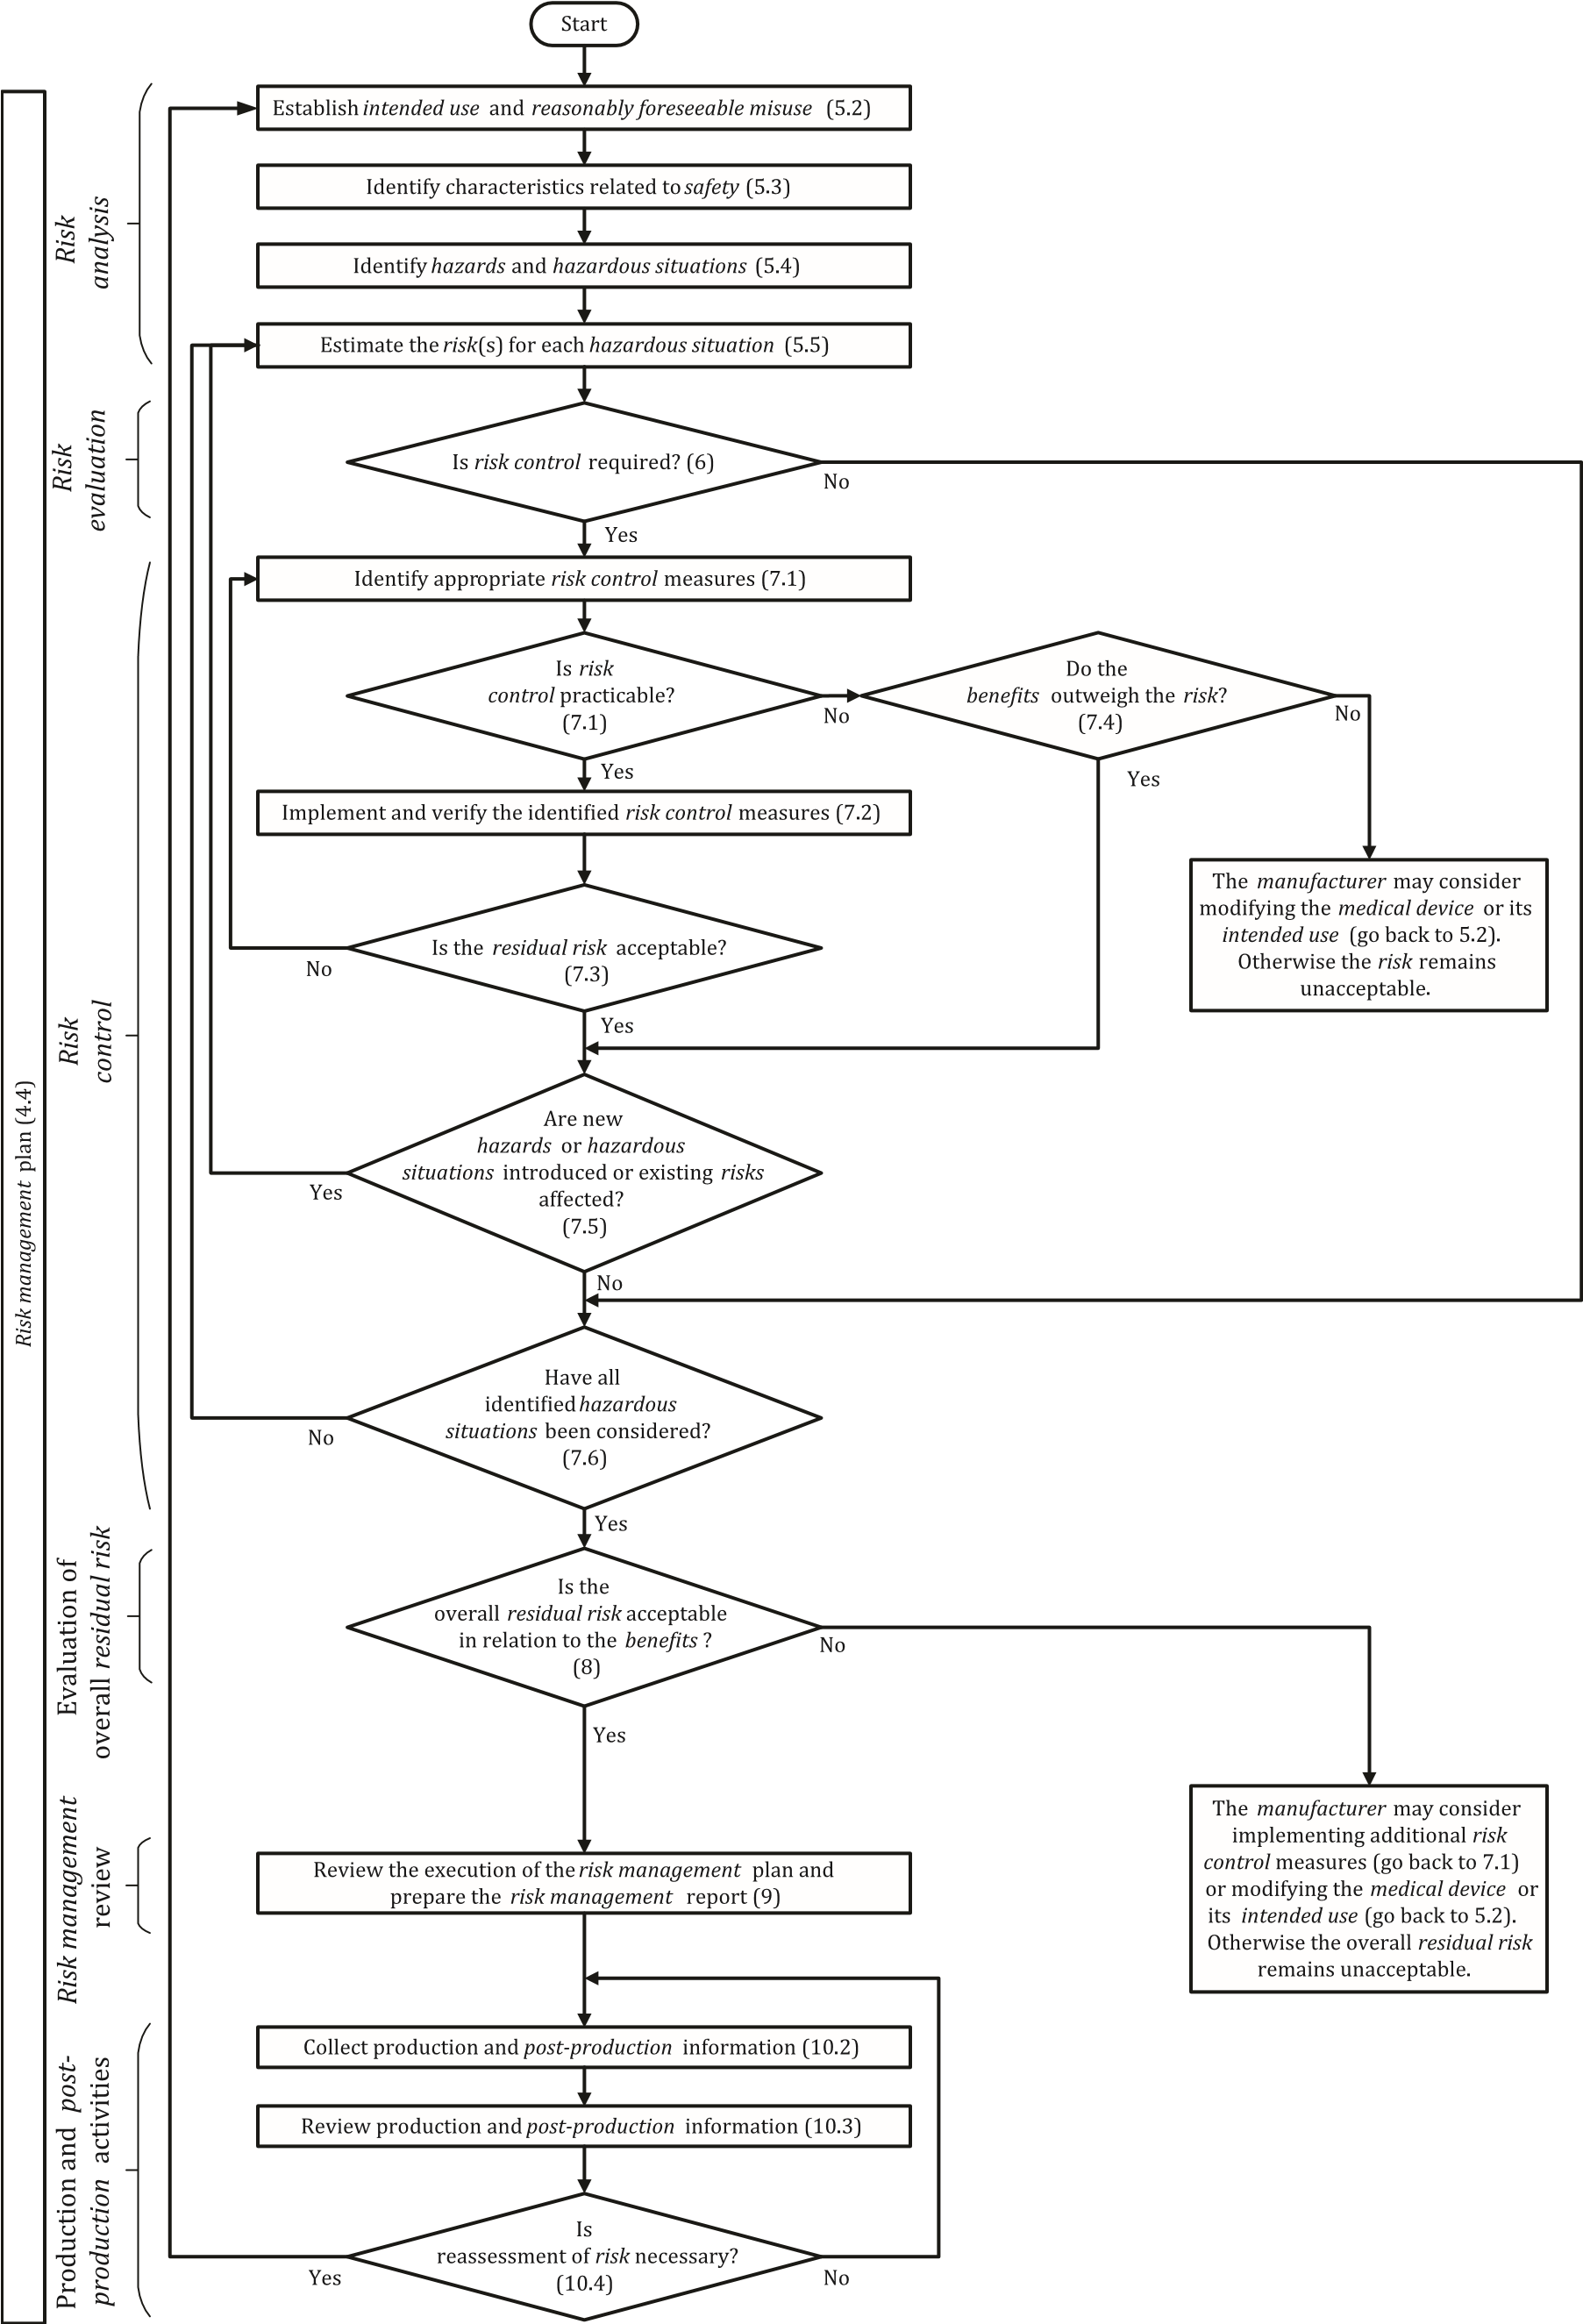 Start
Risk management plan (4.4)
Risk
analysis
Establish intended use and reasonably foreseeable misuse (5.2)
Identify characteristics related to safety (5.3)
Identify hazards and hazardous situations (5.4)
Estimate the risk(s) for each hazardous situation (5.5)
Risk
evaluation
Is risk control required? (6)
No
Yes
Risk
control
Identify appropriate risk control measures (7.1)
Is risk
control practicable?
(7.1)
No
Yes
Do the
benefits outweigh the risk?
(7.4)
No
Yes
Implement and verify the identified risk control measures (7.2)
The manufacturer may consider
modifying the medical device or its
intended use (go back to 5.2).
Otherwise the risk remains
unacceptable.
Is the residual risk acceptable?
(7.3)
No
Yes
Are new
hazards or hazardous
situations introduced or existing risks
affected?
(7.5)
Yes
No
Have all
identified hazardous
situations been considered?
(7.6)
No
Yes
Evaluation of
overall residual risk
Is the
overall residual risk acceptable
in relation to the benefits ?
(8)
No
Yes
The manufacturer may consider
implementing additional risk
control measures (go back to 7.1)
or modifying the medical device or
its intended use (go back to 5.2).
Otherwise the overall residual risk
remains unacceptable.
Risk management
review
Review the execution of the risk management plan and
prepare the risk management report (9)
Production and post-
production activities
Collect production and post-production information (10.2)
Review production and post-production information (10.3)
Is
reassessment of risk necessary?
(10.4)
Yes
No